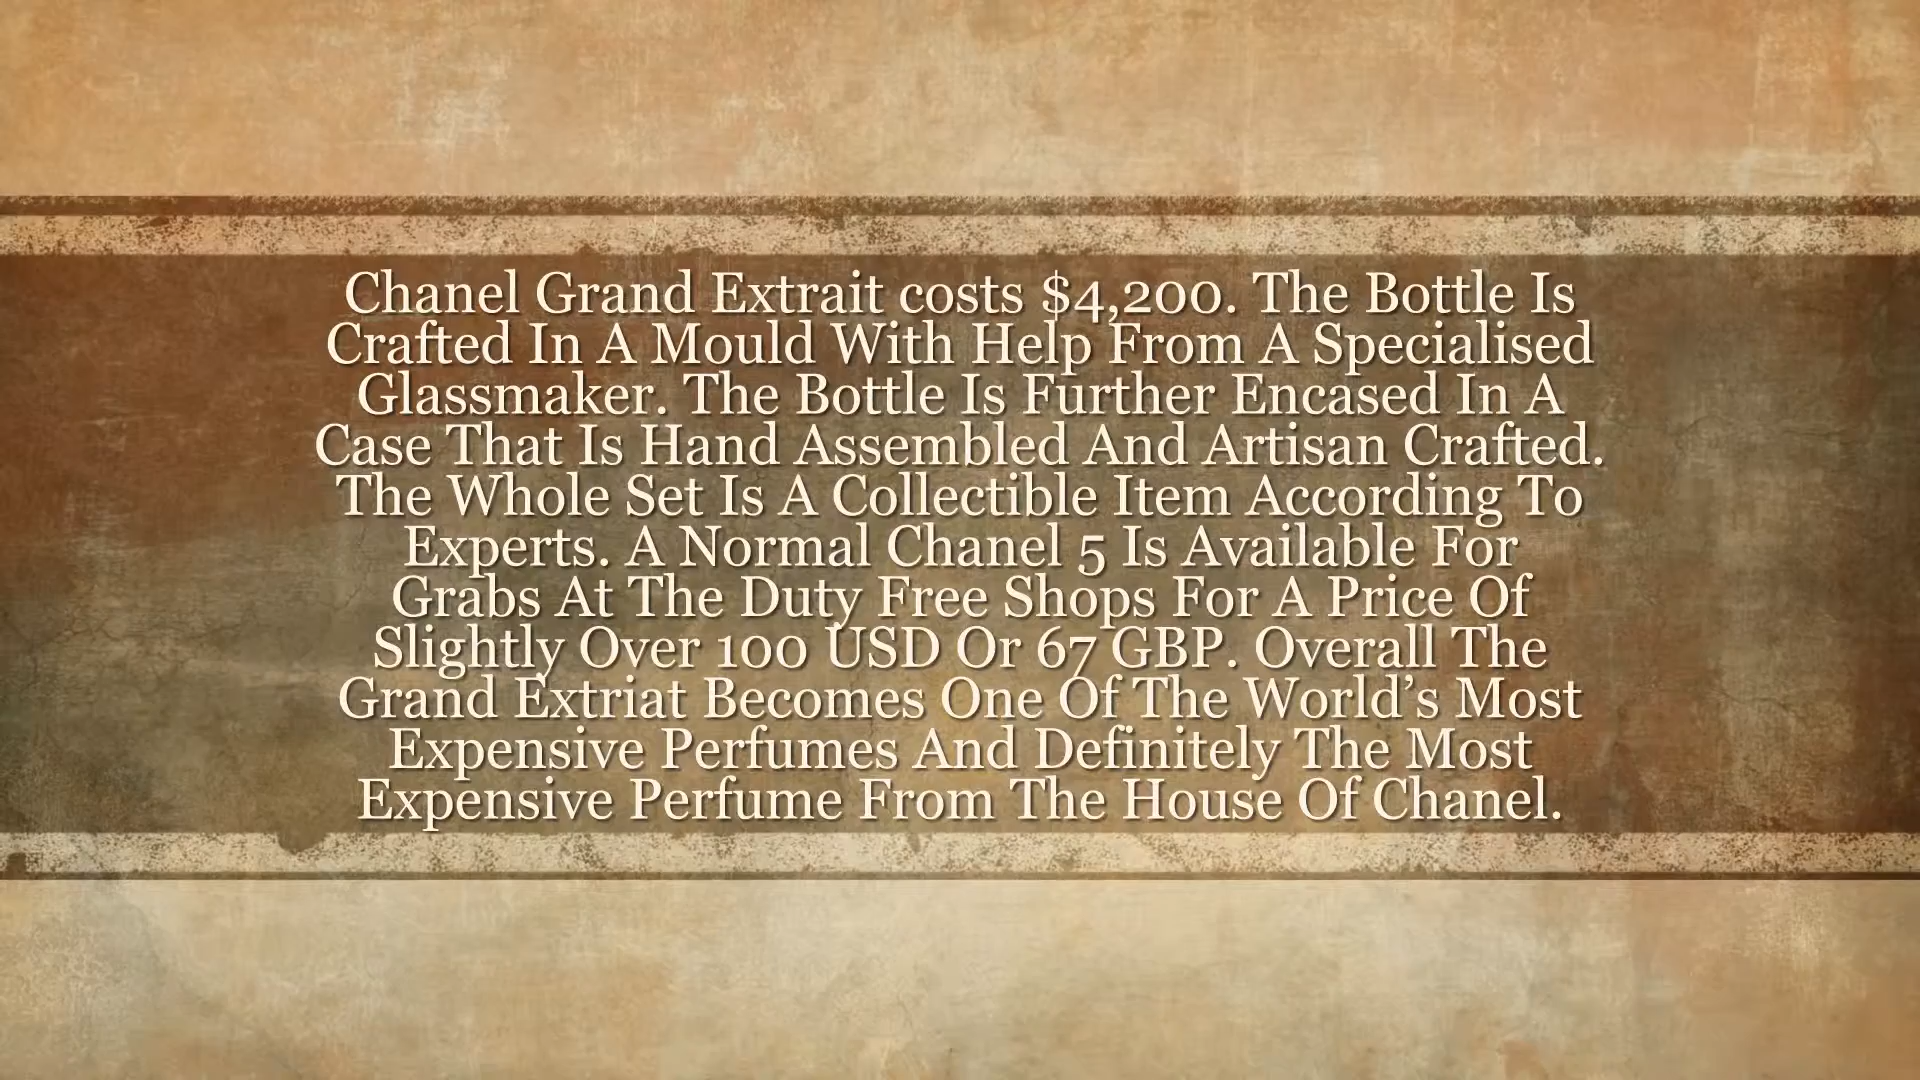 Chanel Grand Extrait costs $4,200. The Bottle Is
Crafted In A Mould With Help From A Specialised
Glassmaker. The Bottle Is Further Encased In A
Case That Is Hand Assembled And Artisan Crafted.
The Whole Set Is A Collectible Item According To
Experts. A Normal Chanel 5 Is Available For
Grabs At The Duty Free Shops For A Price Of
Slightly Over 100 USD Or 67 GBP. Overall The
Grand Extriat Becomes One Of The World’s Most
Expensive Perfumes And Definitely The Most
Expensive Perfume From The House Of Chanel.